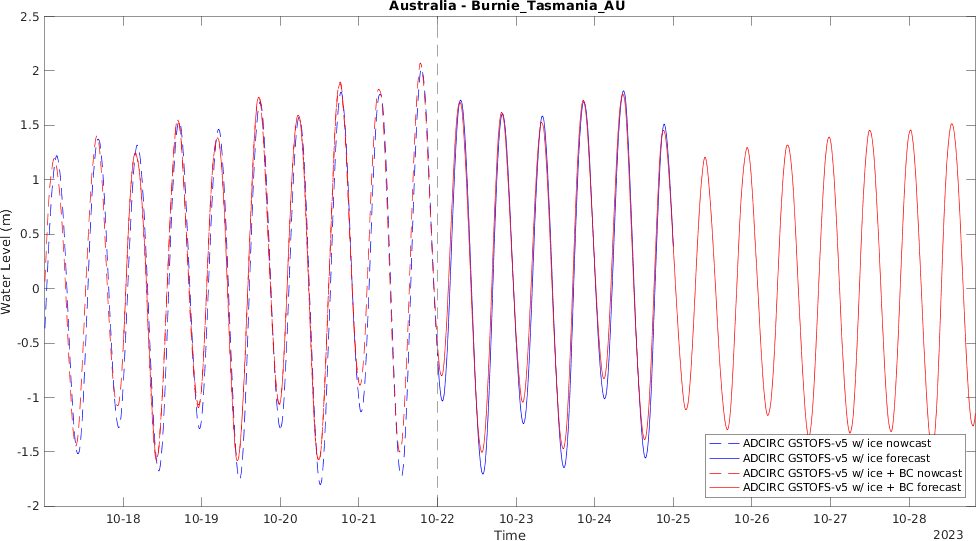 Australia - Burnie_Tasmania_AU
2.5
2
1.5
1
0.5
0
-0.5
-1
-1.5
-2
Water Level (m)
ADCIRC GSTOFS-v5 w/ ice nowcast
ADCIRC GSTOFS-v5 w/ ice forecast
ADCIRC GSTOFS-v5 w/ ice + BC nowcast
ADCIRC GSTOFS-v5 w/ ice + BC forecast
10-18 10-19 10-20 10-21 10-22 10-23 10-24 10-25 10-26 10-27 10-28
Time
2023